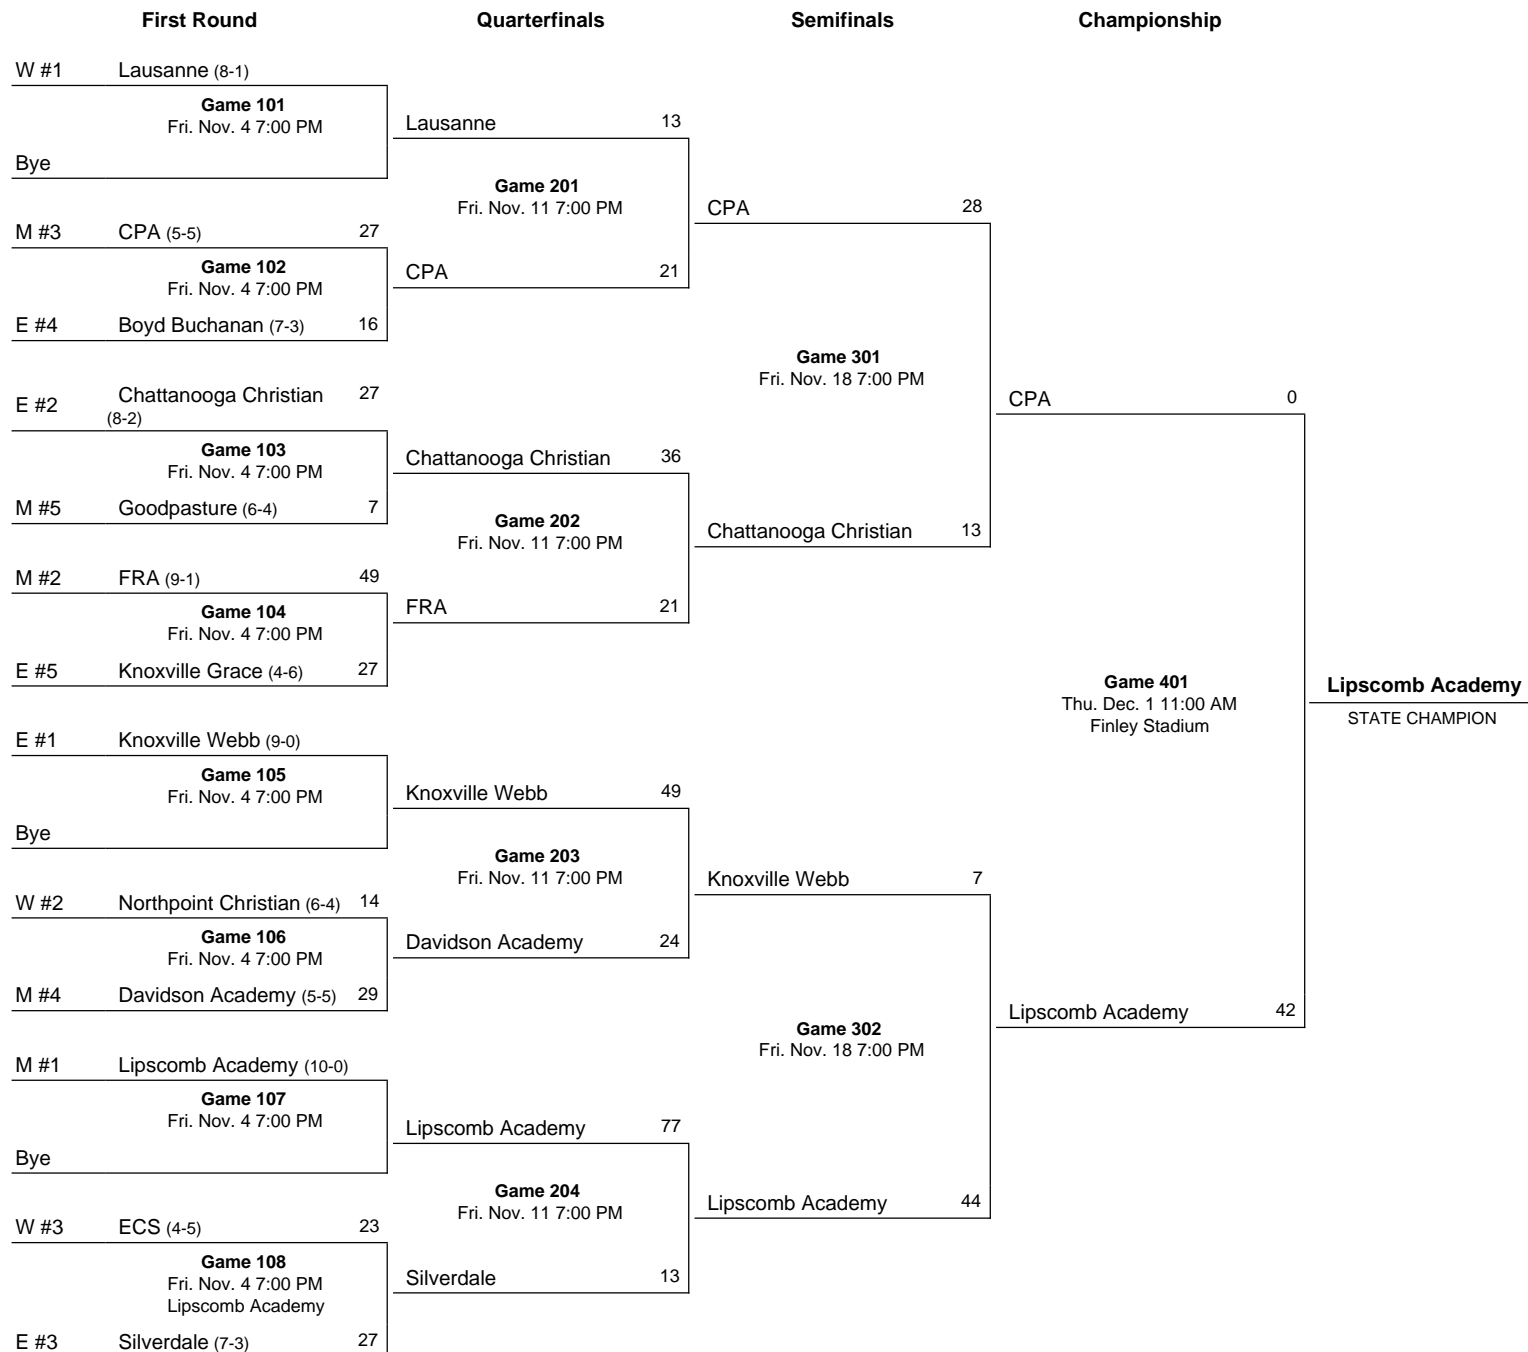 First Round Quarterfinals Semifinals Championship
W #1 Lausanne (8-1)
Game 101
Fri. Nov. 4 7:00 PM
Bye
M #3 CPA (5-5) 27
Game 102
Fri. Nov. 4 7:00 PM
E #4 Boyd Buchanan (7-3) 16
E #2 Chattanooga Christian 27
(8-2)
Game 103
Fri. Nov. 4 7:00 PM
M #5 Goodpasture (6-4) 7
M #2 FRA (9-1) 49
Game 104
Fri. Nov. 4 7:00 PM
E #5 Knoxville Grace (4-6) 27
E #1 Knoxville Webb (9-0)
Game 105
Fri. Nov. 4 7:00 PM
Bye
W #2 Northpoint Christian (6-4) 14
Game 106
Fri. Nov. 4 7:00 PM
M #4 Davidson Academy (5-5) 29
M #1 Lipscomb Academy (10-0)
Game 107
Fri. Nov. 4 7:00 PM
Bye
W #3 ECS (4-5) 23
Game 108
Fri. Nov. 4 7:00 PM
Lipscomb Academy
E #3 Silverdale (7-3) 27
Lausanne 13
Game 201
Fri. Nov. 11 7:00 PM
CPA 21
Chattanooga Christian 36
Game 202
Fri. Nov. 11 7:00 PM
FRA 21
Knoxville Webb 49
Game 203
Fri. Nov. 11 7:00 PM
Davidson Academy 24
Lipscomb Academy 77
Game 204
Fri. Nov. 11 7:00 PM
Silverdale 13
CPA 28
Game 301
Fri. Nov. 18 7:00 PM
Chattanooga Christian 13
Knoxville Webb 7
Game 302
Fri. Nov. 18 7:00 PM
Lipscomb Academy 44
CPA 0
Game 401
Thu. Dec. 1 11:00 AM
Finley Stadium
Lipscomb Academy 42
Lipscomb Academy
STATE CHAMPION